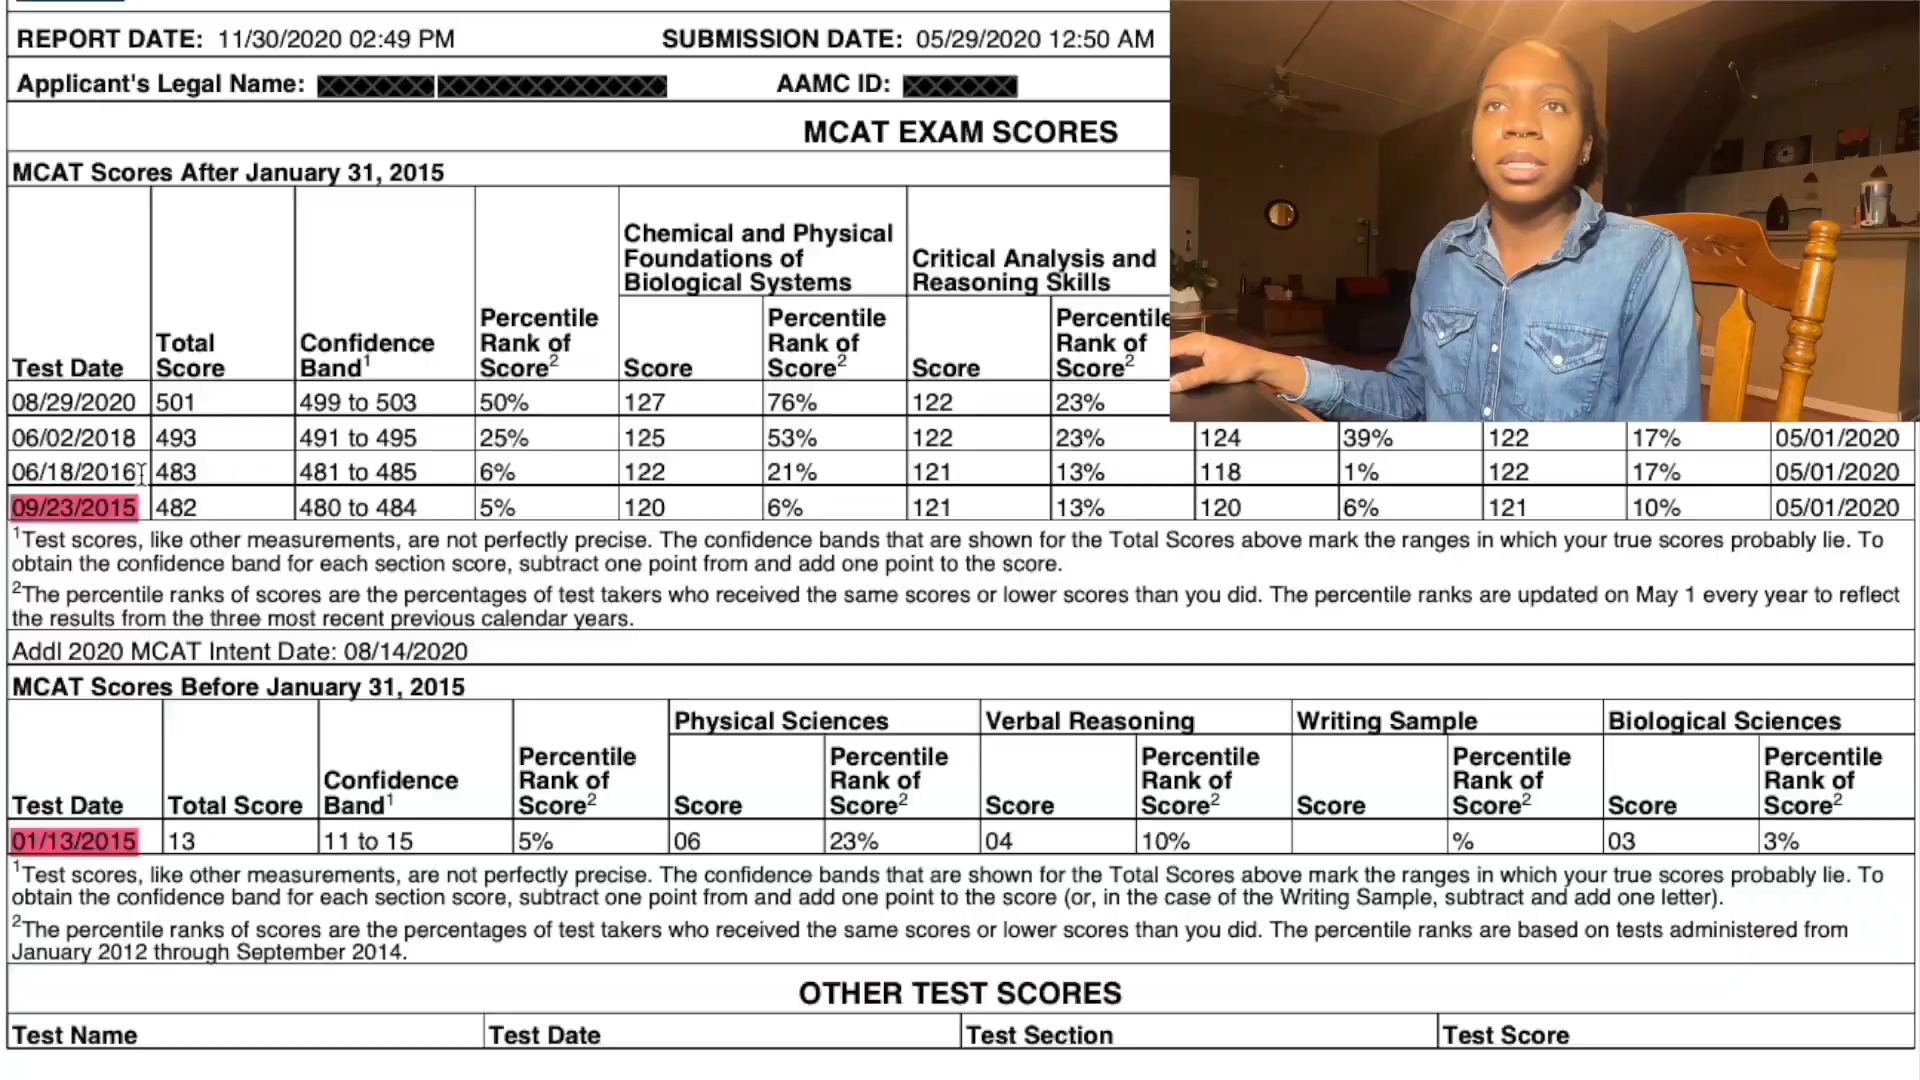 REPORT DATE: 11/30/2020 02:49 PM SUBMISSION DATE: 05/29/2020 12:50 AM
Applicant's Legal Name: AAMC ID:
MCAT EXAM SCORES
MCAT Scores After January 31, 2015
Chemical and Physical Foundations of Biological Systems
Critical Analysis and Reasoning Skills
Test Date Total Score Confidence Band1 Percentile Rank of Score2 Score Percentile Rank of Score2 Score Percentile Rank of Score2
08/29/2020 501 499 to 503 50% 127 76% 122 23%
06/02/2018 493 491 to 495 25% 125 53% 122 23% 124 39% 122 17% 05/01/2020
06/18/2016 483 481 to 485 6% 122 21% 121 13% 118 1% 122 17% 05/01/2020
09/23/2015 482 480 to 484 5% 120 6% 121 13% 120 6% 121 10% 05/01/2020
1Test scores, like other measurements, are not perfectly precise. The confidence bands that are shown for the Total Scores above mark the ranges in which your true scores probably lie. To
obtain the confidence band for each section score, subtract one point from and add one point to the score.
2The percentile ranks of scores are the percentages of test takers who received the same scores or lower scores than you did. The percentile ranks are updated on May 1 every year to reflect
the results from the three most recent previous calendar years.
Addl 2020 MCAT Intent Date: 08/14/2020
MCAT Scores Before January 31, 2015
Physical Sciences Verbal Reasoning Writing Sample Biological Sciences
Test Date Total Score Confidence Band1 Percentile Rank of Score2 Score Percentile Rank of Score2 Score Percentile Rank of Score2 Score Percentile Rank of Score2 Score Percentile Rank of Score2
01/13/2015 13 11 to 15 5% 06 23% 04 10% % 03 3%
1Test scores, like other measurements, are not perfectly precise. The confidence bands that are shown for the Total Scores above mark the ranges in which your true scores probably lie. To
obtain the confidence band for each section score, subtract one point from and add one point to the score (or, in the case of the Writing Sample, subtract and add one letter).
2The percentile ranks of scores are the percentages of test takers who received the same scores or lower scores than you did. The percentile ranks are based on tests administered from
January 2012 through September 2014.
OTHER TEST SCORES
Test Name Test Date Test Section Test Score